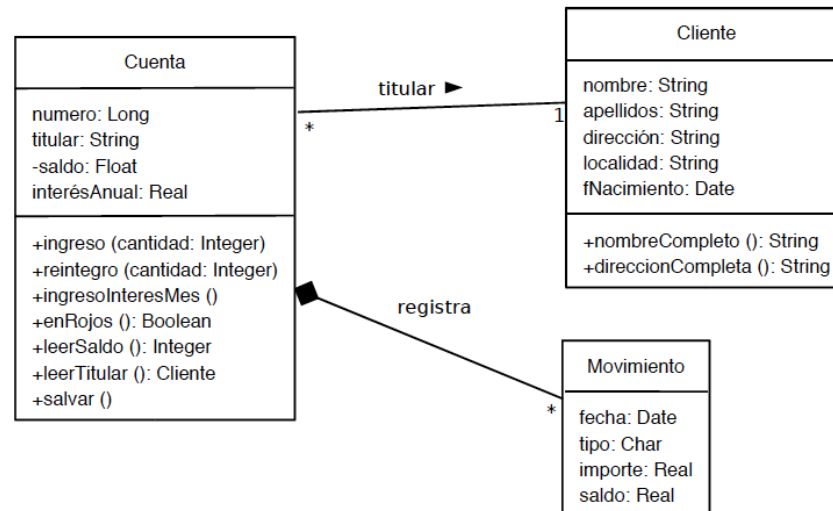 Cuenta
numero: Long
titular: String
-saldo: Float
interésAnual: Real
+ingreso (cantidad: Integer)
+reintegro (cantidad: Integer)
+ingresoInteresMes ()
+enRojos (): Boolean
+leerSaldo (): Integer
+leerTitular (): Cliente
+salvar ()
titular ►
*
1
Cliente
nombre: String
apellidos: String
dirección: String
localidad: String
fNacimiento: Date
+nombreCompleto (): String
+direccionCompleta (): String
registra
*
Movimiento
fecha: Date
tipo: Char
importe: Real
saldo: Real